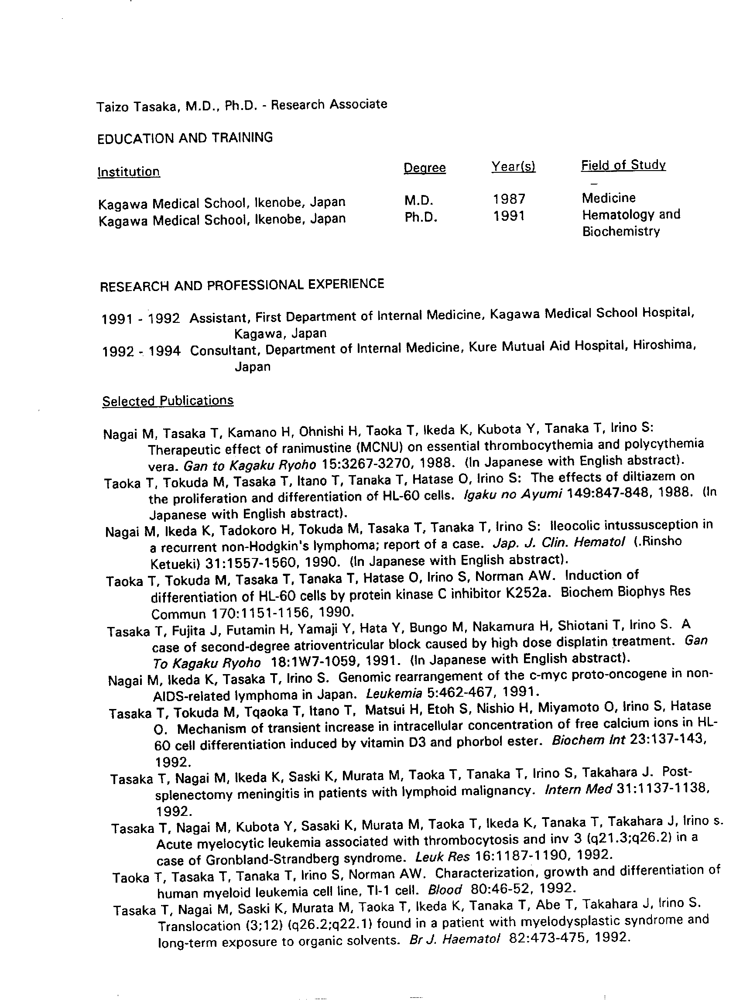 Taizo Tasaka, M.D., Ph.D. - Research Associate
EDUCATION AND TRAINING
Institution Degree Year(s) Field of Study
Kagawa Medical School, Ikenobe, Japan M.D. 1987 Medicine
Kagawa Medical School, Ikenobe, Japan Ph.D. 1991 Hematology and
Biochemistry
RESEARCH AND PROFESSIONAL EXPERIENCE
1991 - 1992 Assistant, First Department of Internal Medicine, Kagawa Medical School Hospital,
Kagawa, Japan
1992 - 1994 Consultant, Department of Internal Medicine, Kure Mutual Aid Hospital, Hiroshima,
Japan
Selected Publications
Nagai M, Tasaka T, Kamano H, Ohnishi H, Taoka T, Ikeda K, Kubota Y, Tanaka T, Irino S:
Therapeutic effect of ranimustine (MCNU) on essential thrombocythemia and polycythemia
vera. Gan to Kagaku Ryoho 15:3267-3270, 1988. (In Japanese with English abstract).
Taoka T, Tokuda M, Tasaka T, Itano T, Tanaka T, Hatase O, Irino S: The effects of diltiazem on
the proliferation and differentiation of HL-60 cells. Igaku no Ayumi 149:847-848, 1988. (In
Japanese with English abstract).
Nagai M, Ikeda K, Tadokoro H, Tokuda M, Tasaka T, Tanaka T, Irino S: Ileocolic intussusception in
a recurrent non-Hodgkin's lymphoma; report of a case. Jap. J. Clin. Hematol (.Rinsho
Ketueki) 31:1557-1560, 1990. (In Japanese with English abstract).
Taoka T, Tokuda M, Tasaka T, Tanaka T, Hatase O, Irino S, Norman AW. Induction of
differentiation of HL-60 cells by protein kinase C inhibitor K252a. Biochem Biophys Res
Commun 170:1151-1156, 1990.
Tasaka T, Fujita J, Futamin H, Yamaji Y, Hata Y, Bungo M, Nakamura H, Shiotani T, Irino S. A
case of second-degree atrioventricular block caused by high dose displatin treatment. Gan
To Kagaku Ryoho 18:1W7-1059, 1991. (In Japanese with English abstract).
Nagai M, Ikeda K, Tasaka T, Irino S. Genomic rearrangement of the c-myc proto-oncogene in non-
AIDS-related lymphoma in Japan. Leukemia 5:462-467, 1991.
Tasaka T, Tokuda M, Tqaoka T, Itano T, Matsui H, Etoh S, Nishio H, Miyamoto O, Irino S, Hatase
O. Mechanism of transient increase in intracellular concentration of free calcium ions in HL-
60 cell differentiation induced by vitamin D3 and phorbol ester. Biochem Int 23:137-143,
1992.
Tasaka T, Nagai M, Ikeda K, Saski K, Murata M, Taoka T, Tanaka T, Irino S, Takahara J. Post-
splenectomy meningitis in patients with lymphoid malignancy. Intern Med 31:1137-1138,
1992.
Tasaka T, Nagai M, Kubota Y, Sasaki K, Murata M, Taoka T, Ikeda K, Tanaka T, Takahara J, Irino s.
Acute myelocytic leukemia associated with thrombocytosis and inv 3 (q21.3;q26.2) in a
case of Gronbland-Strandberg syndrome. Leuk Res 16:1187-1190, 1992.
Taoka T, Tasaka T, Tanaka T, Irino S, Norman AW. Characterization, growth and differentiation of
human myeloid leukemia cell line, TI-1 cell. Blood 80:46-52, 1992.
Tasaka T, Nagai M, Saski K, Murata M, Taoka T, Ikeda K, Tanaka T, Abe T, Takahara J, Irino S.
Translocation (3;12) (q26.2;q22.1) found in a patient with myelodysplastic syndrome and
long-term exposure to organic solvents. Br J. Haematol 82:473-475, 1992.